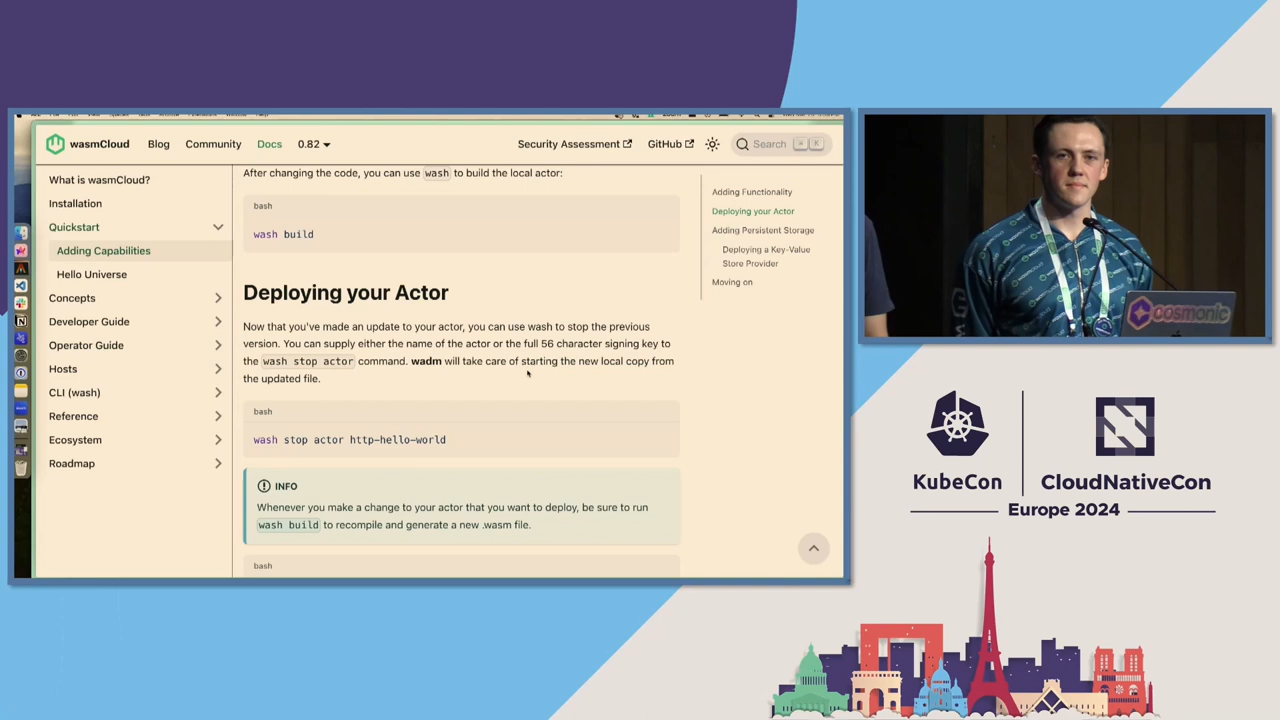 wasmCloud Blog Community Docs 0.82 Security Assessment GitHub Search ⌘ K
What is wasmCloud?
Installation
Quickstart
Adding Capabilities
Hello Universe
Concepts
Developer Guide
Operator Guide
Hosts
CLI (wash)
Reference
Ecosystem
Roadmap
After changing the code, you can use wash to build the local actor:
bash
wash build
Deploying your Actor
Now that you've made an update to your actor, you can use wash to stop the previous
version. You can supply either the name of the actor or the full 56 character signing key to
the wash stop actor command. wadm will take care of starting the new local copy from
the updated file.
bash
wash stop actor http-hello-world
INFO
Whenever you make a change to your actor that you want to deploy, be sure to run
wash build to recompile and generate a new .wasm file.
bash
Adding Functionality
Deploying your Actor
Adding Persistent Storage
Deploying a Key-Value
Store Provider
Moving on
cosmonic
KubeCon
CloudNativeCon
Europe 2024